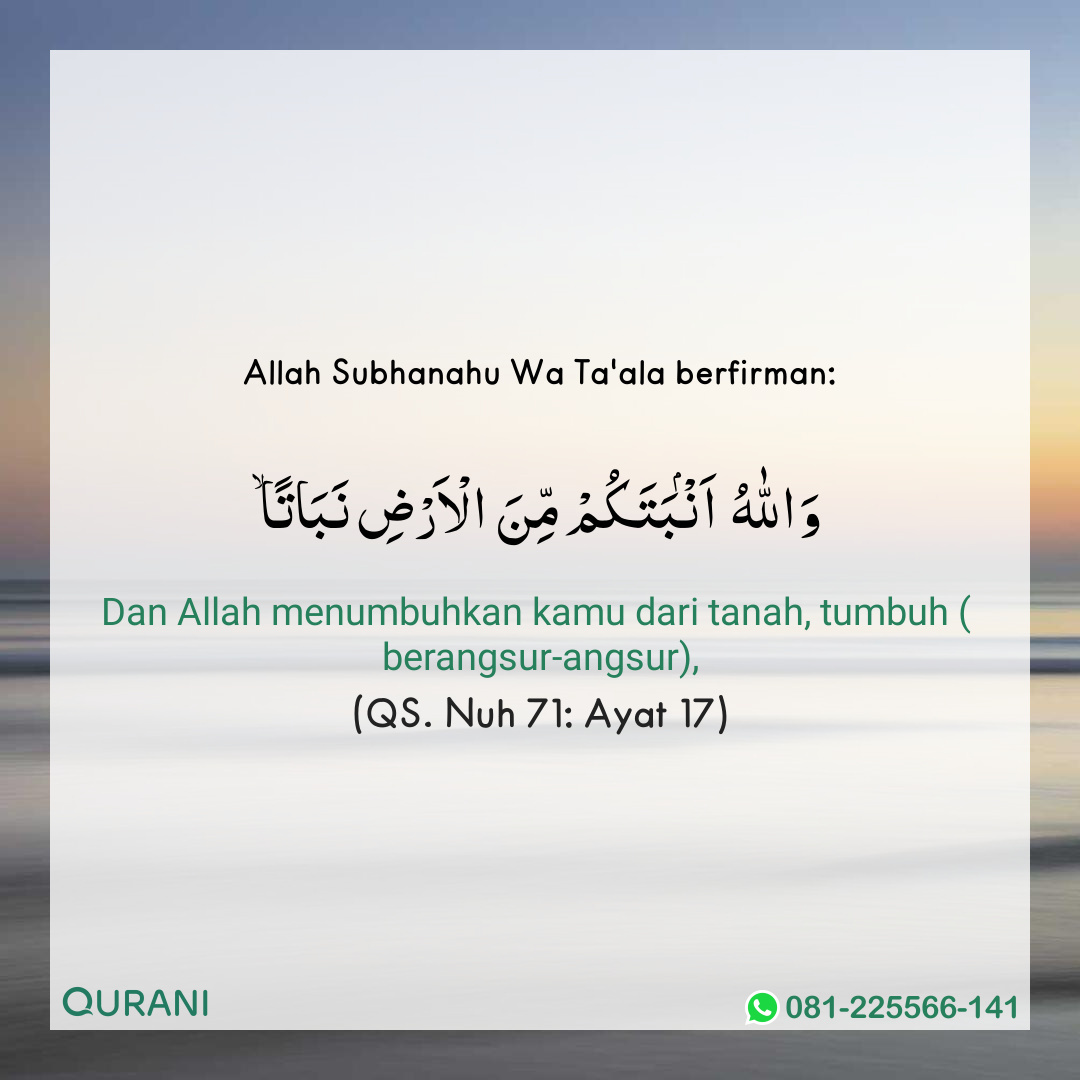 Allah Subhanahu Wa Ta'ala berfirman:
وَاللّٰهُ اَنْۢبَتَكُمْ مِّنَ الْاَرْضِ نَبَاتًاۙ
Dan Allah menumbuhkan kamu dari tanah, tumbuh (
berangsur-angsur),
(QS. Nuh 71: Ayat 17)
QURANI
081-225566-141